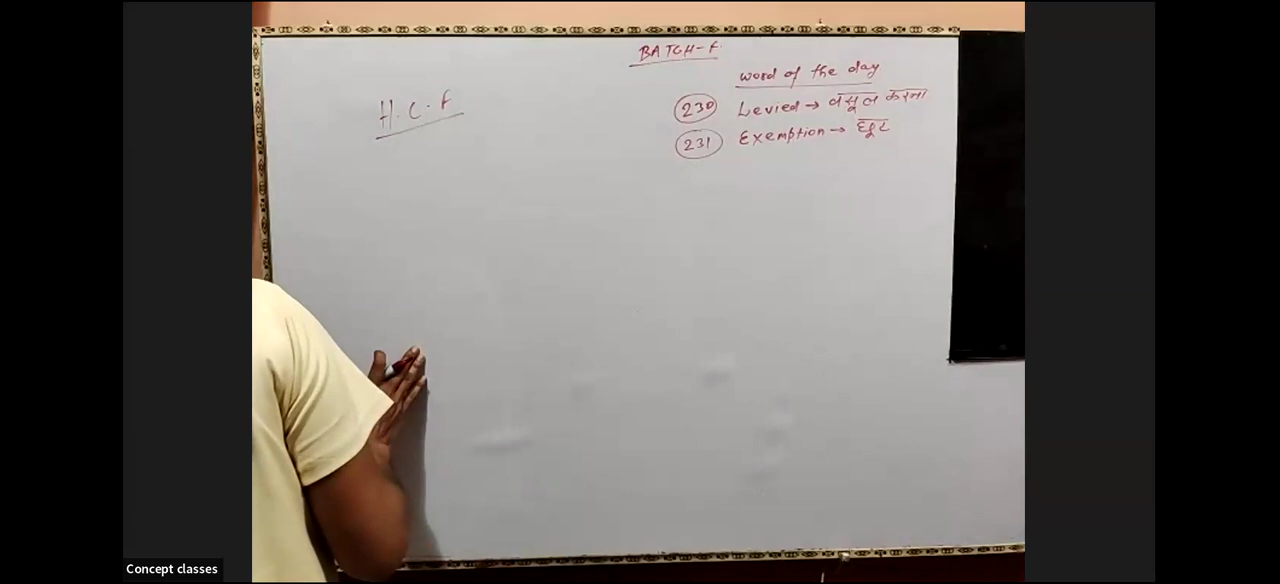 BATCH-F
H.C.F
word of the day
230 Levied → वसूल करना
231 Exemption → छूट
Concept classes